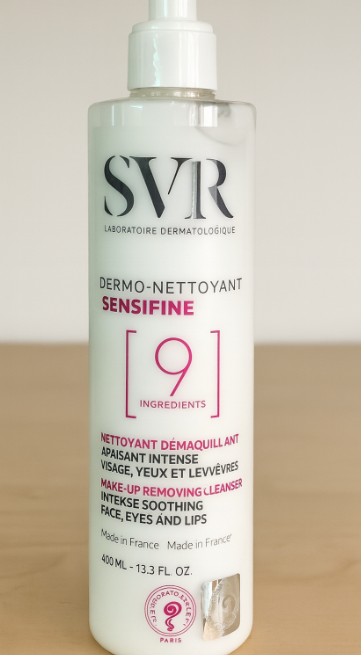 SVR
LABORATOIRE DERMATOLOGIQUE
DERMO-NETTOYANT
SENSIFINE
[9]
INGREDIENTS
NETTOYANT DÉMAQUILLANT
APAISANT INTENSE
VISAGE, YEUX ET LEVVÈVRES
MAKE-UP REMOVING CLEANSER
INTEKSE SOOTHING
FACE, EYES AND LIPS
Made in France Made in France
400 ML - 13.3 FL. OZ.
PARIS